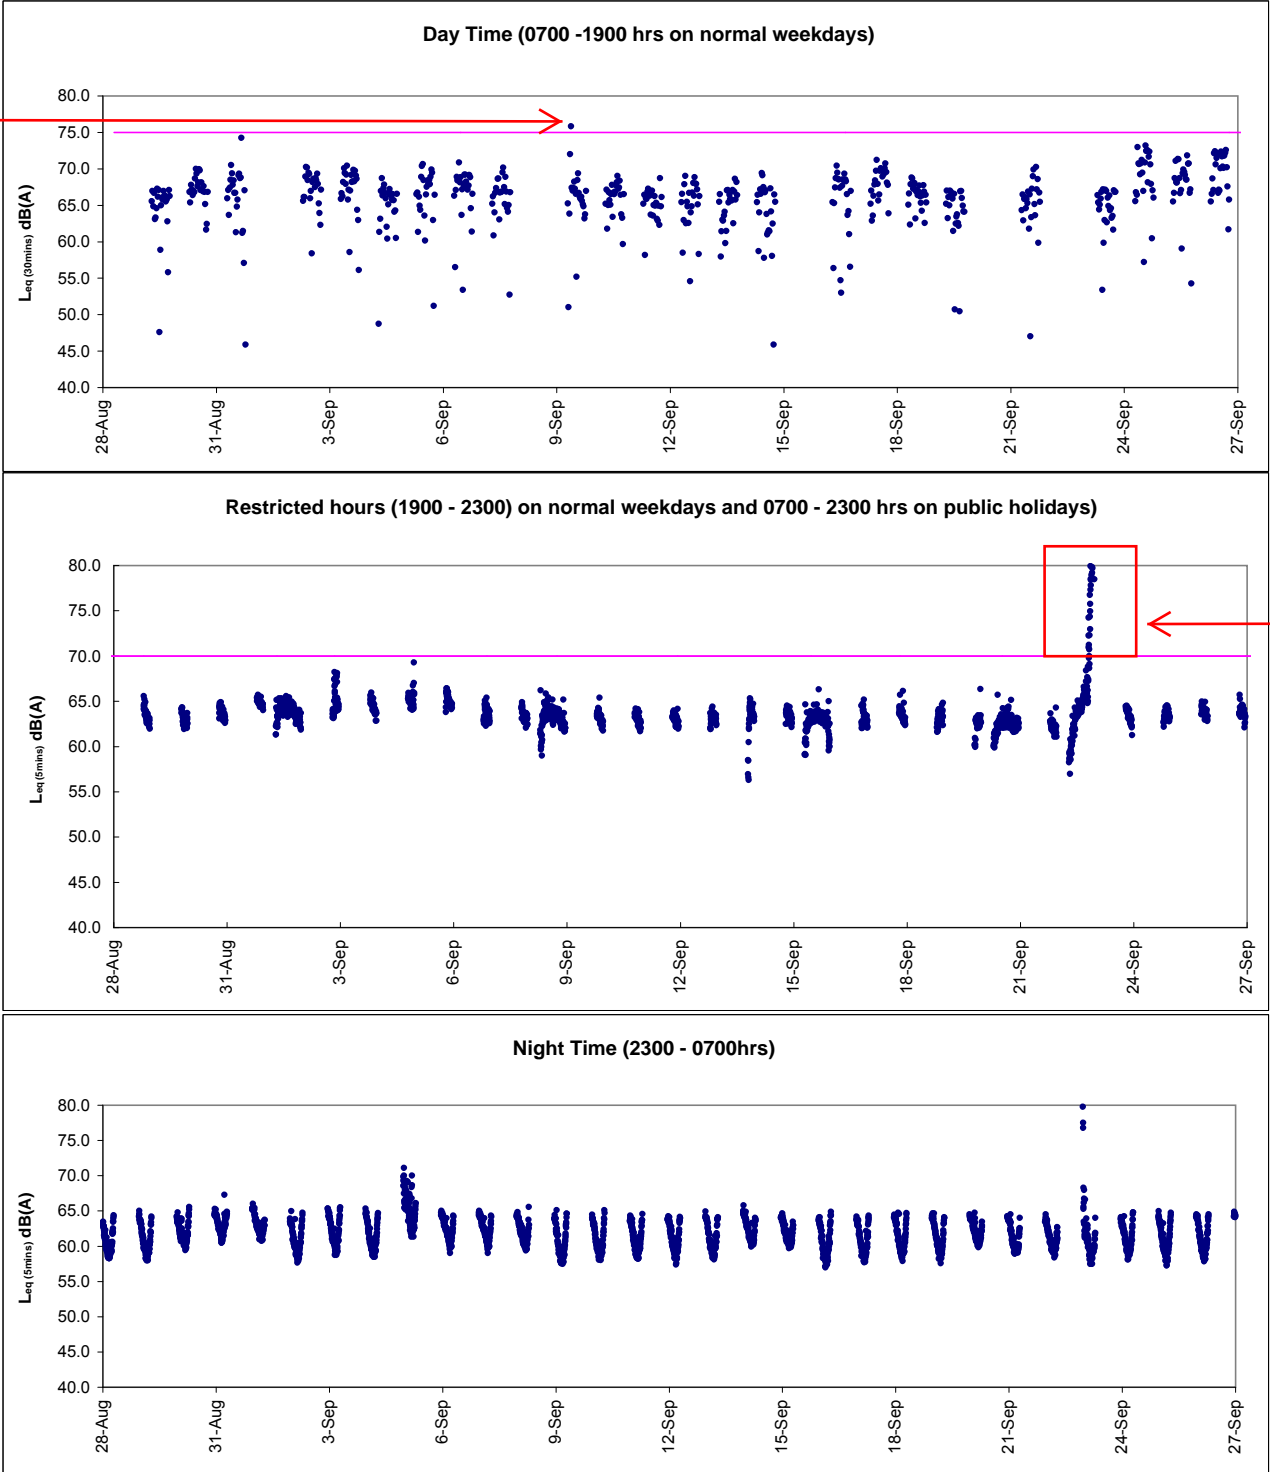 Day Time (0700 -1900 hrs on normal weekdays)
80.0
75.0
70.0
65.0
60.0
55.0
50.0
45.0
40.0
Leq (30mins) dB(A)
28-Aug
31-Aug
3-Sep
6-Sep
9-Sep
12-Sep
15-Sep
18-Sep
21-Sep
24-Sep
27-Sep
Restricted hours (1900 - 2300) on normal weekdays and 0700 - 2300 hrs on public holidays)
80.0
75.0
70.0
65.0
60.0
55.0
50.0
45.0
40.0
Leq (5mins) dB(A)
28-Aug
31-Aug
3-Sep
6-Sep
9-Sep
12-Sep
15-Sep
18-Sep
21-Sep
24-Sep
27-Sep
Night Time (2300 - 0700hrs)
80.0
75.0
70.0
65.0
60.0
55.0
50.0
45.0
40.0
Leq (5mins) dB(A)
28-Aug
31-Aug
3-Sep
6-Sep
9-Sep
12-Sep
15-Sep
18-Sep
21-Sep
24-Sep
27-Sep